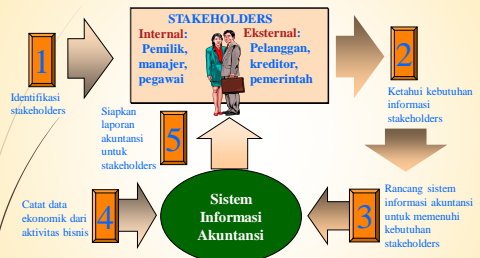 STAKEHOLDERS
Internal:
Pemilik,
manajer,
pegawai
Eksternal:
Pelanggan,
kreditor,
pemerintah
1
Identifikasi
stakeholders
2
Ketahui kebutuhan
informasi
stakeholders
3
Rancang sistem
informasi akuntansi
untuk memenuhi
kebutuhan
stakeholders
4
Catat data
ekonomik dari
aktivitas bisnis
5
Siapkan
laporan
akuntansi
untuk
stakeholders
Sistem
Informasi
Akuntansi